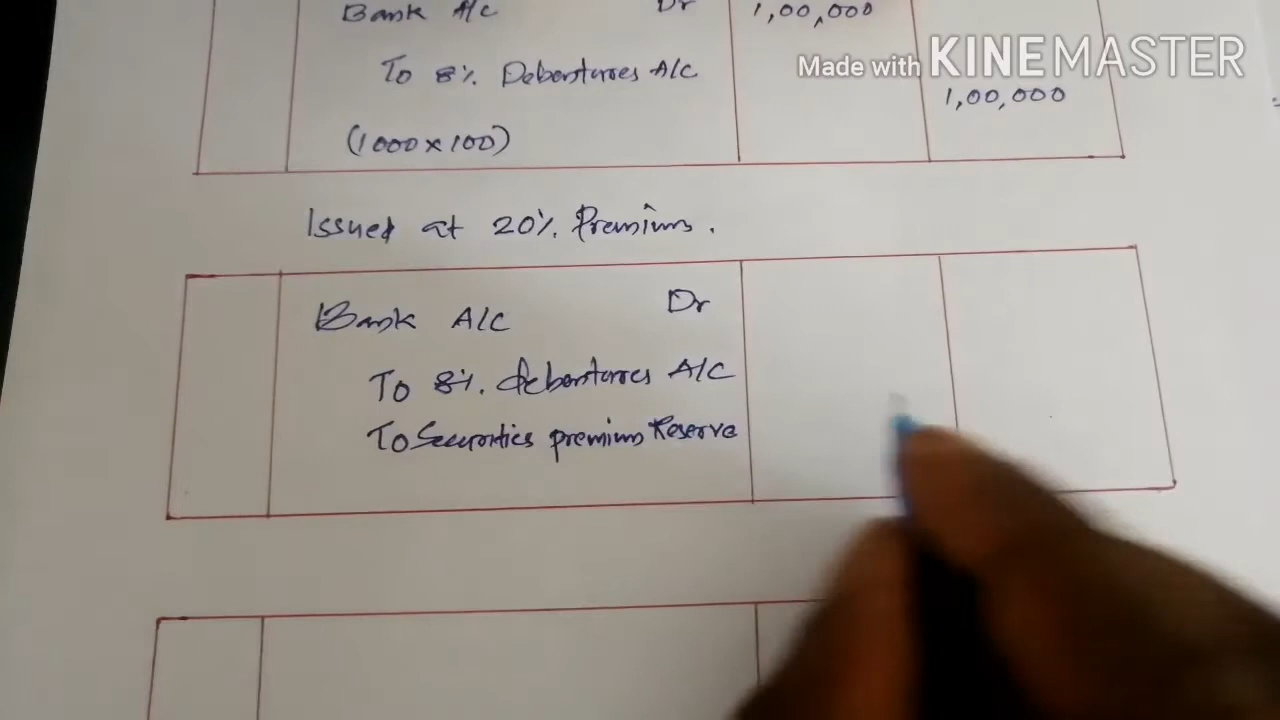 Bank A/c Dr 1,00,000
Made with KINEMASTER
To 8% Debentures A/c
1,00,000
(1000×100)
Issued at 20% Premium.
Bank A/C Dr
To 8%. debentures A/C
To Securities premium Reserve